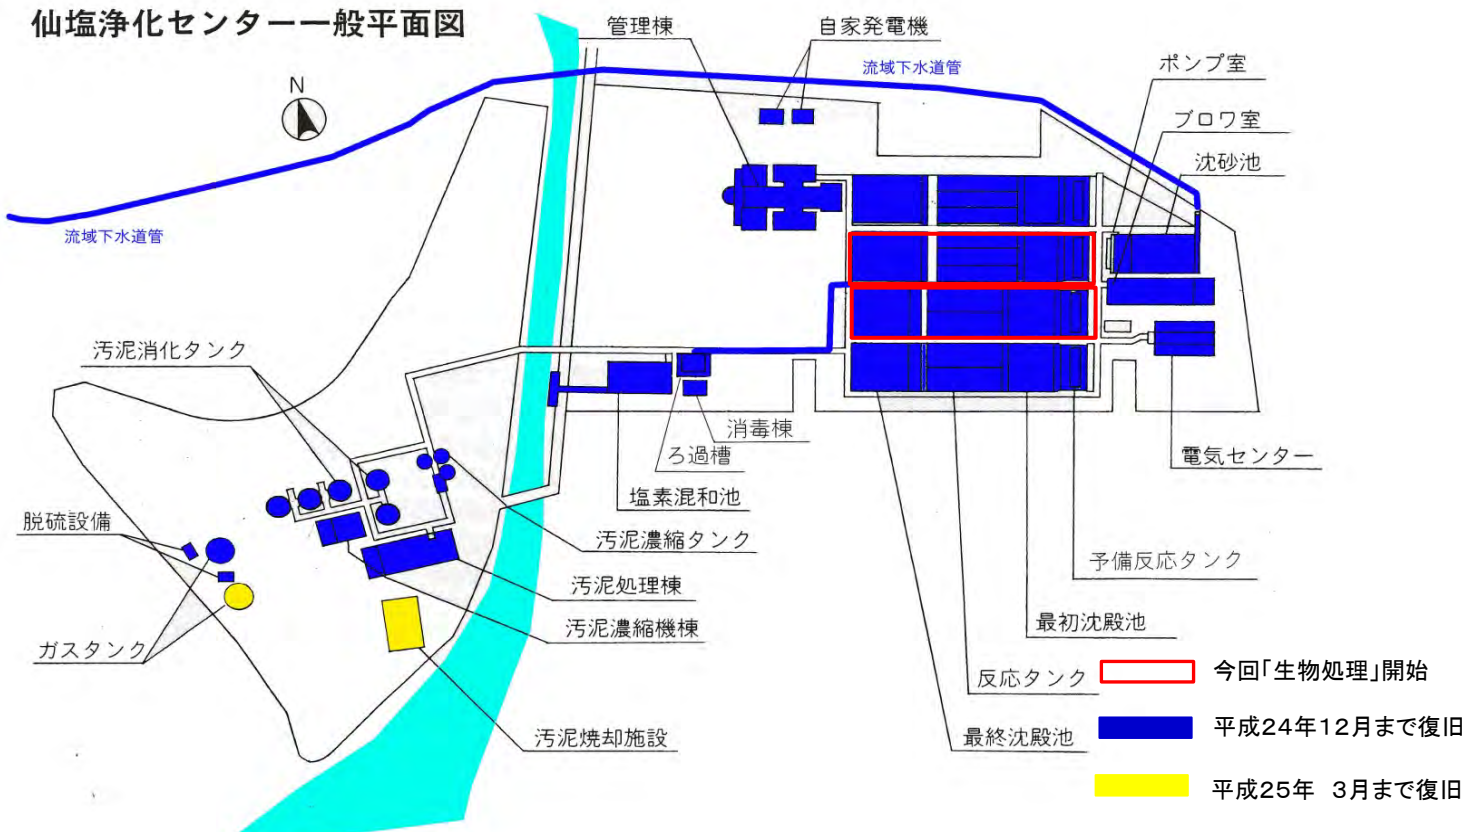 仙塩浄化センター一般平面図
管理棟
自家発電機
流域下水道管
ポンプ室
ブロワ室
沈砂池
N
流域下水道管
汚泥消化タンク
消毒棟
ろ過槽
塩素混和池
電気センター
脱硫設備
汚泥濃縮タンク
汚泥処理棟
汚泥濃縮機棟
予備反応タンク
最初沈殿池
ガスタンク
反応タンク
汚泥焼却施設
最終沈殿池
今回「生物処理」開始
平成24年12月まで復旧
平成25年 3月まで復旧